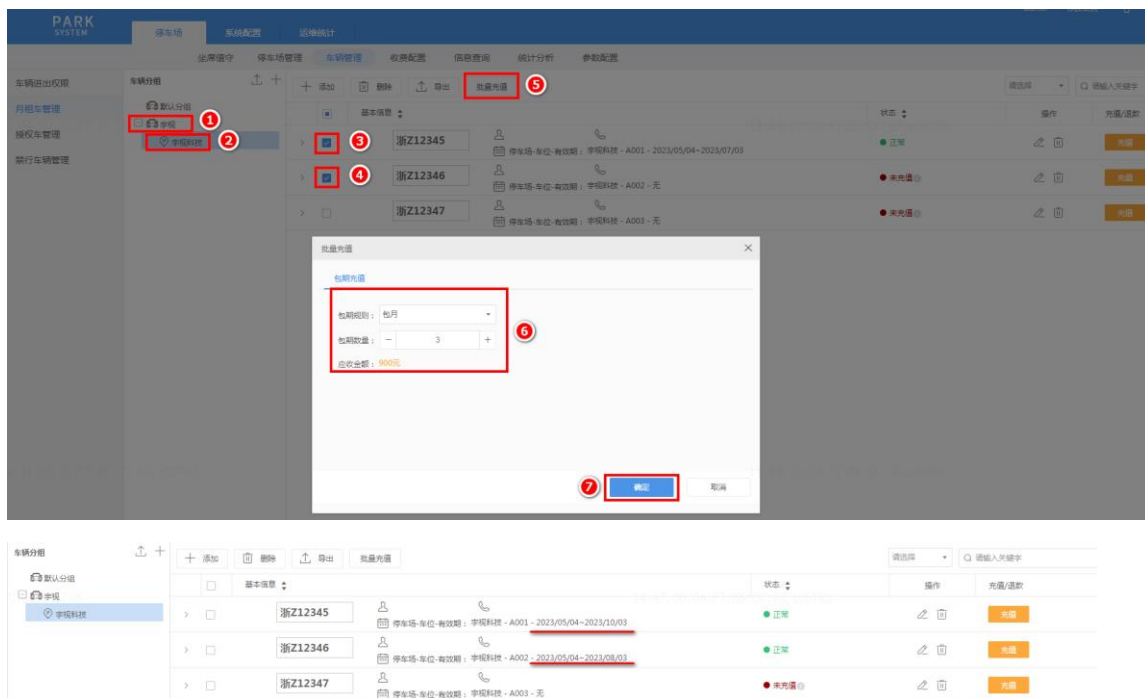 PARK
SYSTEM
停车场 系统配置 运维统计
坐席值守 停车场管理 车辆管理 收费配置 信息查询 统计分析 参数配置
车辆进出权限
月租车管理
授权车管理
禁行车辆管理
车辆分组
默认分组
宇视 1
宇视科技 2
添加 删除 导出 批量充值 5 请选择 请输入关键字
基本信息 状态 操作 充值/退款
3 浙Z12345
停车场-车位-有效期： 宇视科技 - A001 - 2023/05/04~2023/07/03 正常 充值
4 浙Z12346
停车场-车位-有效期： 宇视科技 - A002 - 无 未充值 充值
浙Z12347
停车场-车位-有效期： 宇视科技 - A003 - 无 未充值 充值
批量充值
包期充值
包期规则： 包月
包期数量： － 3 + 6
应收金额： 900元
7 确定 取消
车辆分组
默认分组
宇视
宇视科技
添加 删除 导出 批量充值 请选择 请输入关键字
基本信息 状态 操作 充值/退款
浙Z12345
停车场-车位-有效期： 宇视科技 - A001 - 2023/05/04~2023/10/03 正常 充值
浙Z12346
停车场-车位-有效期： 宇视科技 - A002 - 2023/05/04~2023/08/03 正常 充值
浙Z12347
停车场-车位-有效期： 宇视科技 - A003 - 无 未充值 充值